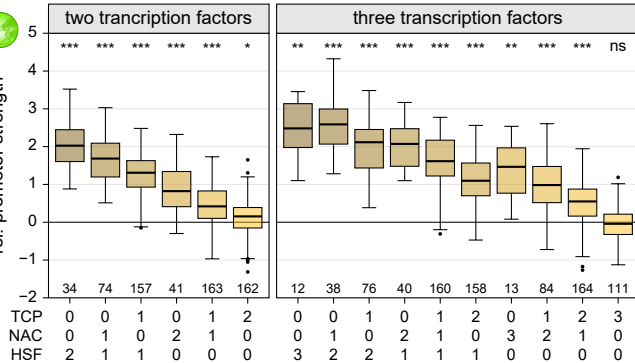 two trancription factors three transcription factors
5 *** *** *** *** *** * ** *** *** *** *** *** ** *** *** ns
4
3
2
1
0
−1
−2 34 74 157 41 163 162 12 38 76 40 160 158 13 84 164 111
TCP 0 0 1 0 1 2 0 0 1 0 1 2 0 1 2 3
NAC 0 1 0 2 1 0 0 1 0 2 1 0 3 2 1 0
HSF 2 1 1 0 0 0 3 2 2 1 1 1 0 0 0 0